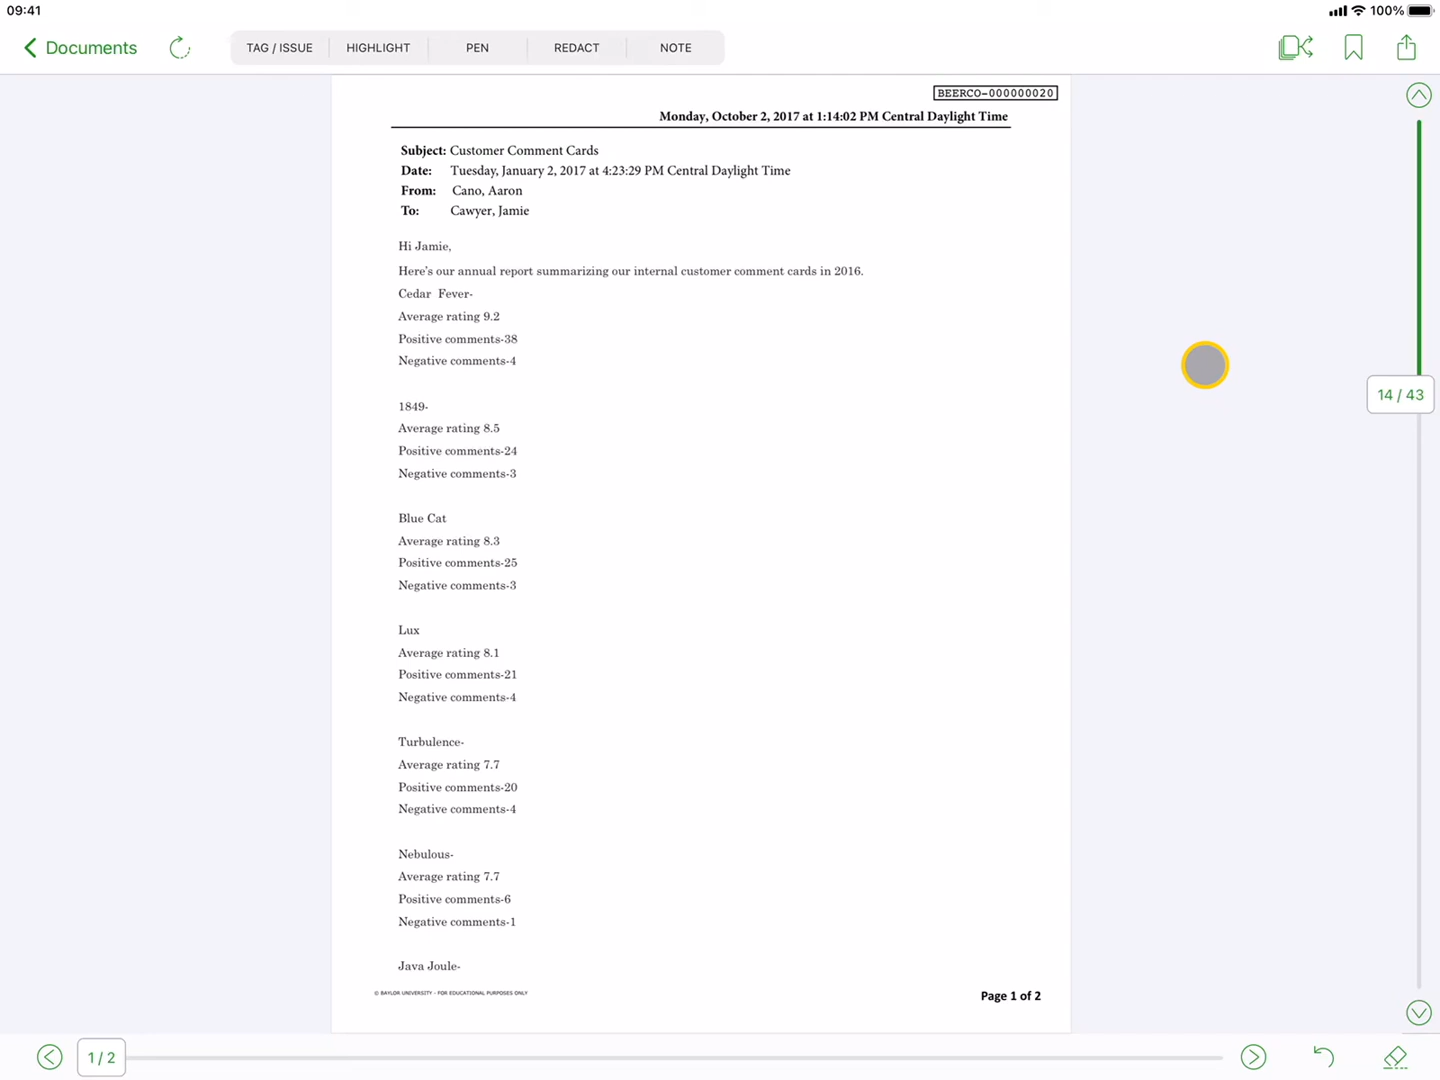 09:41
100%
Documents
TAG / ISSUE
HIGHLIGHT
PEN
REDACT
NOTE
BEERCO-000000020
Monday, October 2, 2017 at 1:14:02 PM Central Daylight Time
Subject: Customer Comment Cards
Date: Tuesday, January 2, 2017 at 4:23:29 PM Central Daylight Time
From: Cano, Aaron
To: Cawyer, Jamie
Hi Jamie,
Here's our annual report summarizing our internal customer comment cards in 2016.
Cedar Fever-
Average rating 9.2
Positive comments-38
Negative comments-4
1849-
Average rating 8.5
Positive comments-24
Negative comments-3
Blue Cat
Average rating 8.3
Positive comments-25
Negative comments-3
Lux
Average rating 8.1
Positive comments-21
Negative comments-4
Turbulence-
Average rating 7.7
Positive comments-20
Negative comments-4
Nebulous-
Average rating 7.7
Positive comments-6
Negative comments-1
Java Joule-
© BAYLOR UNIVERSITY - FOR EDUCATIONAL PURPOSES ONLY
Page 1 of 2
14 / 43
1 / 2